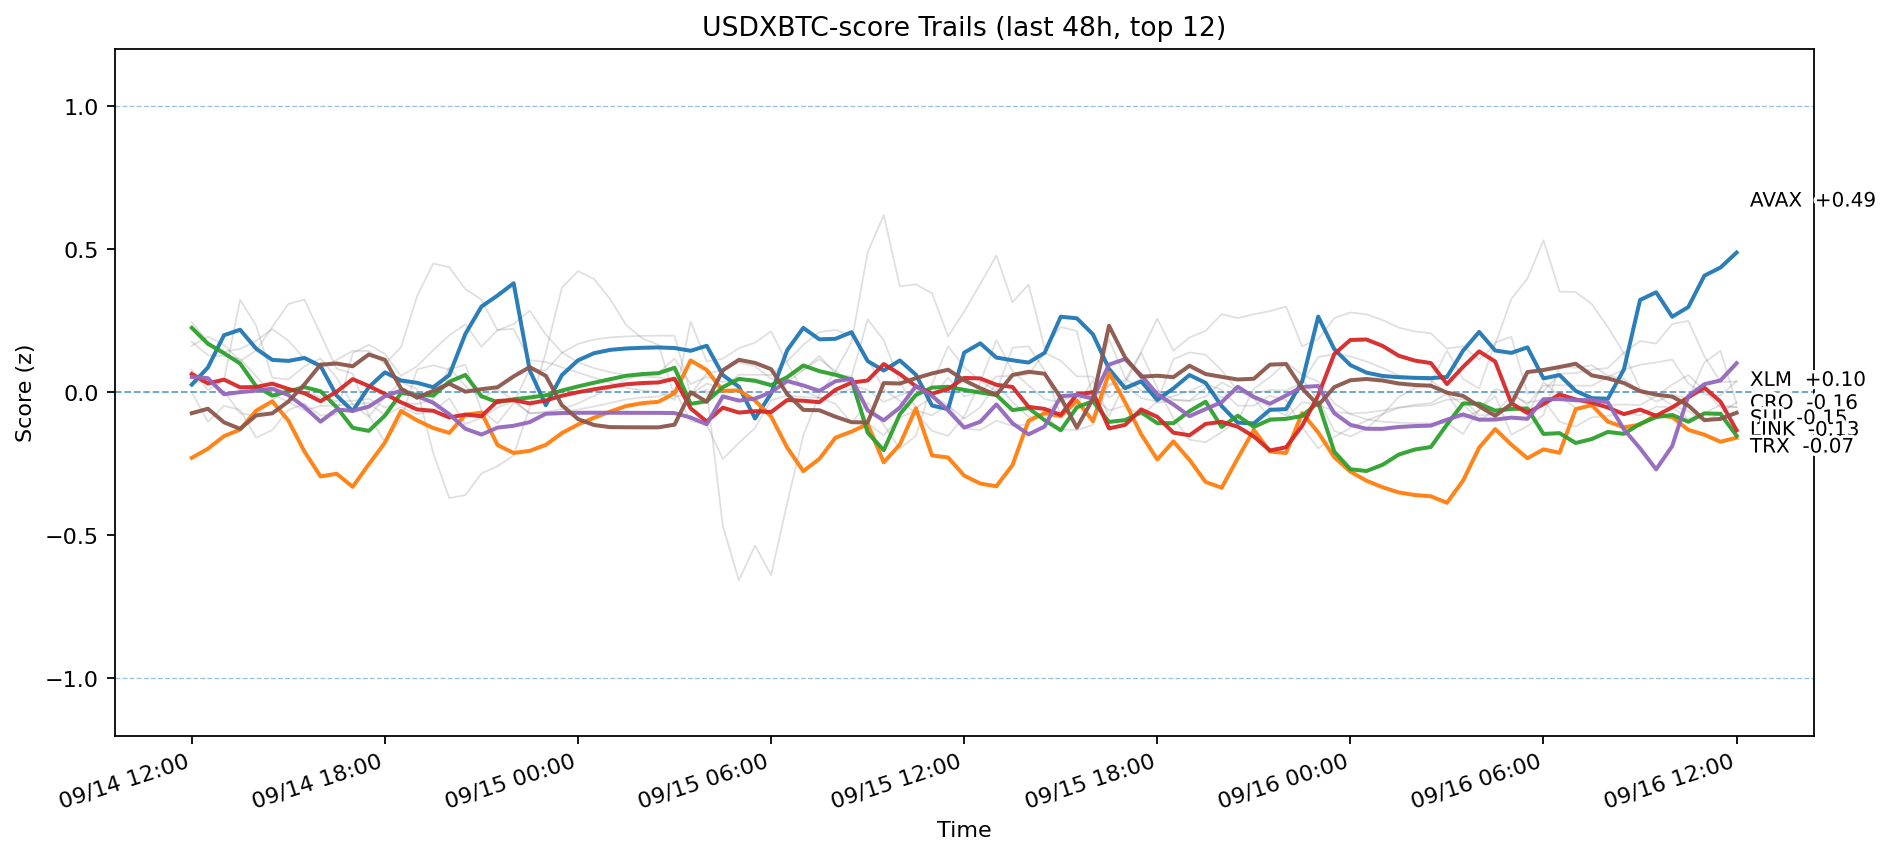 USDXBTC-score Trails (last 48h, top 12)
Score (z)
1.0
0.5
0.0
−0.5
−1.0
AVAX +0.49
XLM +0.10
CRO -0.16
SUI -0.15
LINK -0.13
TRX -0.07
09/14 12:00
09/14 18:00
09/15 00:00
09/15 06:00
09/15 12:00
09/15 18:00
09/16 00:00
09/16 06:00
09/16 12:00
Time